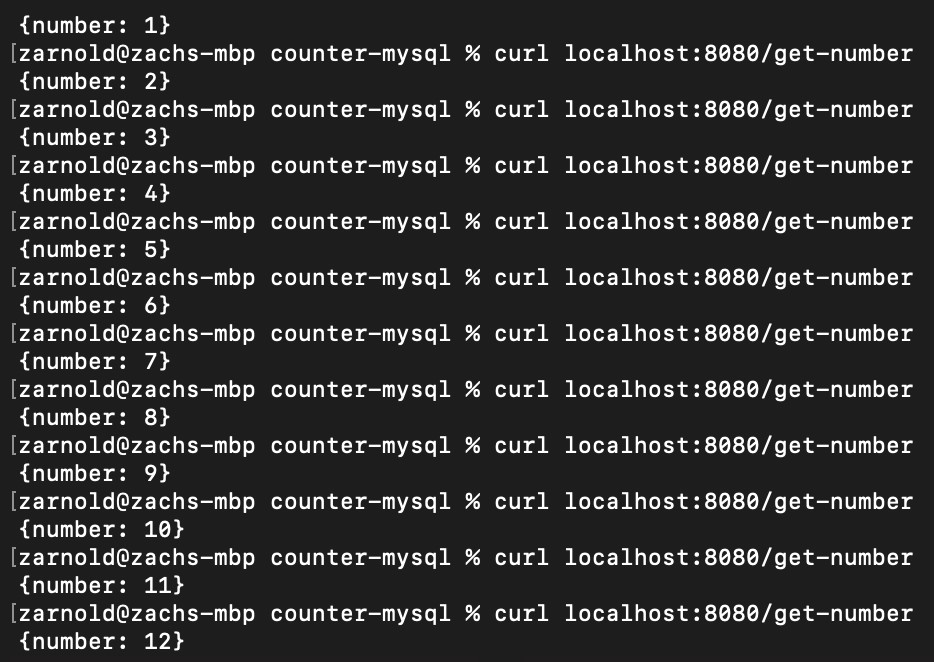 {number: 1}
[zarnold@zachs-mbp counter-mysql % curl localhost:8080/get-number
{number: 2}
[zarnold@zachs-mbp counter-mysql % curl localhost:8080/get-number
{number: 3}
[zarnold@zachs-mbp counter-mysql % curl localhost:8080/get-number
{number: 4}
[zarnold@zachs-mbp counter-mysql % curl localhost:8080/get-number
{number: 5}
[zarnold@zachs-mbp counter-mysql % curl localhost:8080/get-number
{number: 6}
[zarnold@zachs-mbp counter-mysql % curl localhost:8080/get-number
{number: 7}
[zarnold@zachs-mbp counter-mysql % curl localhost:8080/get-number
{number: 8}
[zarnold@zachs-mbp counter-mysql % curl localhost:8080/get-number
{number: 9}
[zarnold@zachs-mbp counter-mysql % curl localhost:8080/get-number
{number: 10}
[zarnold@zachs-mbp counter-mysql % curl localhost:8080/get-number
{number: 11}
[zarnold@zachs-mbp counter-mysql % curl localhost:8080/get-number
{number: 12}